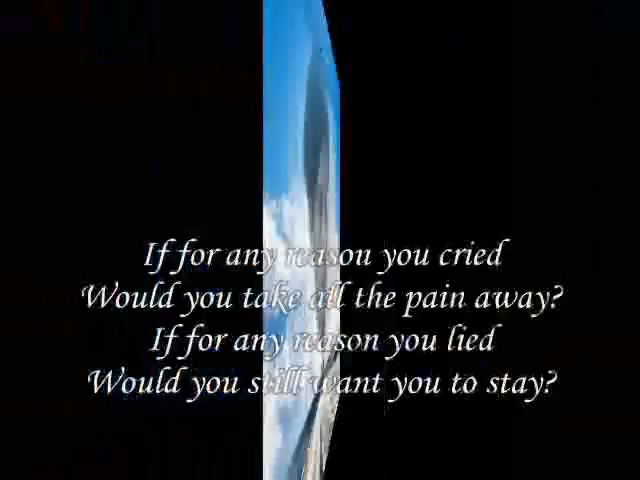 If for any reason you cried
Would you take all the pain away?
If for any reason you lied
Would you still want you to stay?